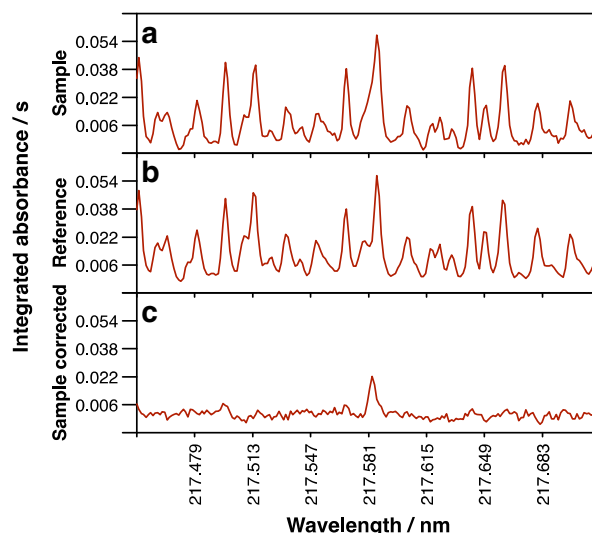 a
0.054
0.038
0.022
0.006
Sample
b
0.054
0.038
0.022
0.006
Reference
c
0.054
0.038
0.022
0.006
Sample corrected
Integrated absorbance / s
217.479
217.513
217.547
217.581
217.615
217.649
217.683
Wavelength / nm